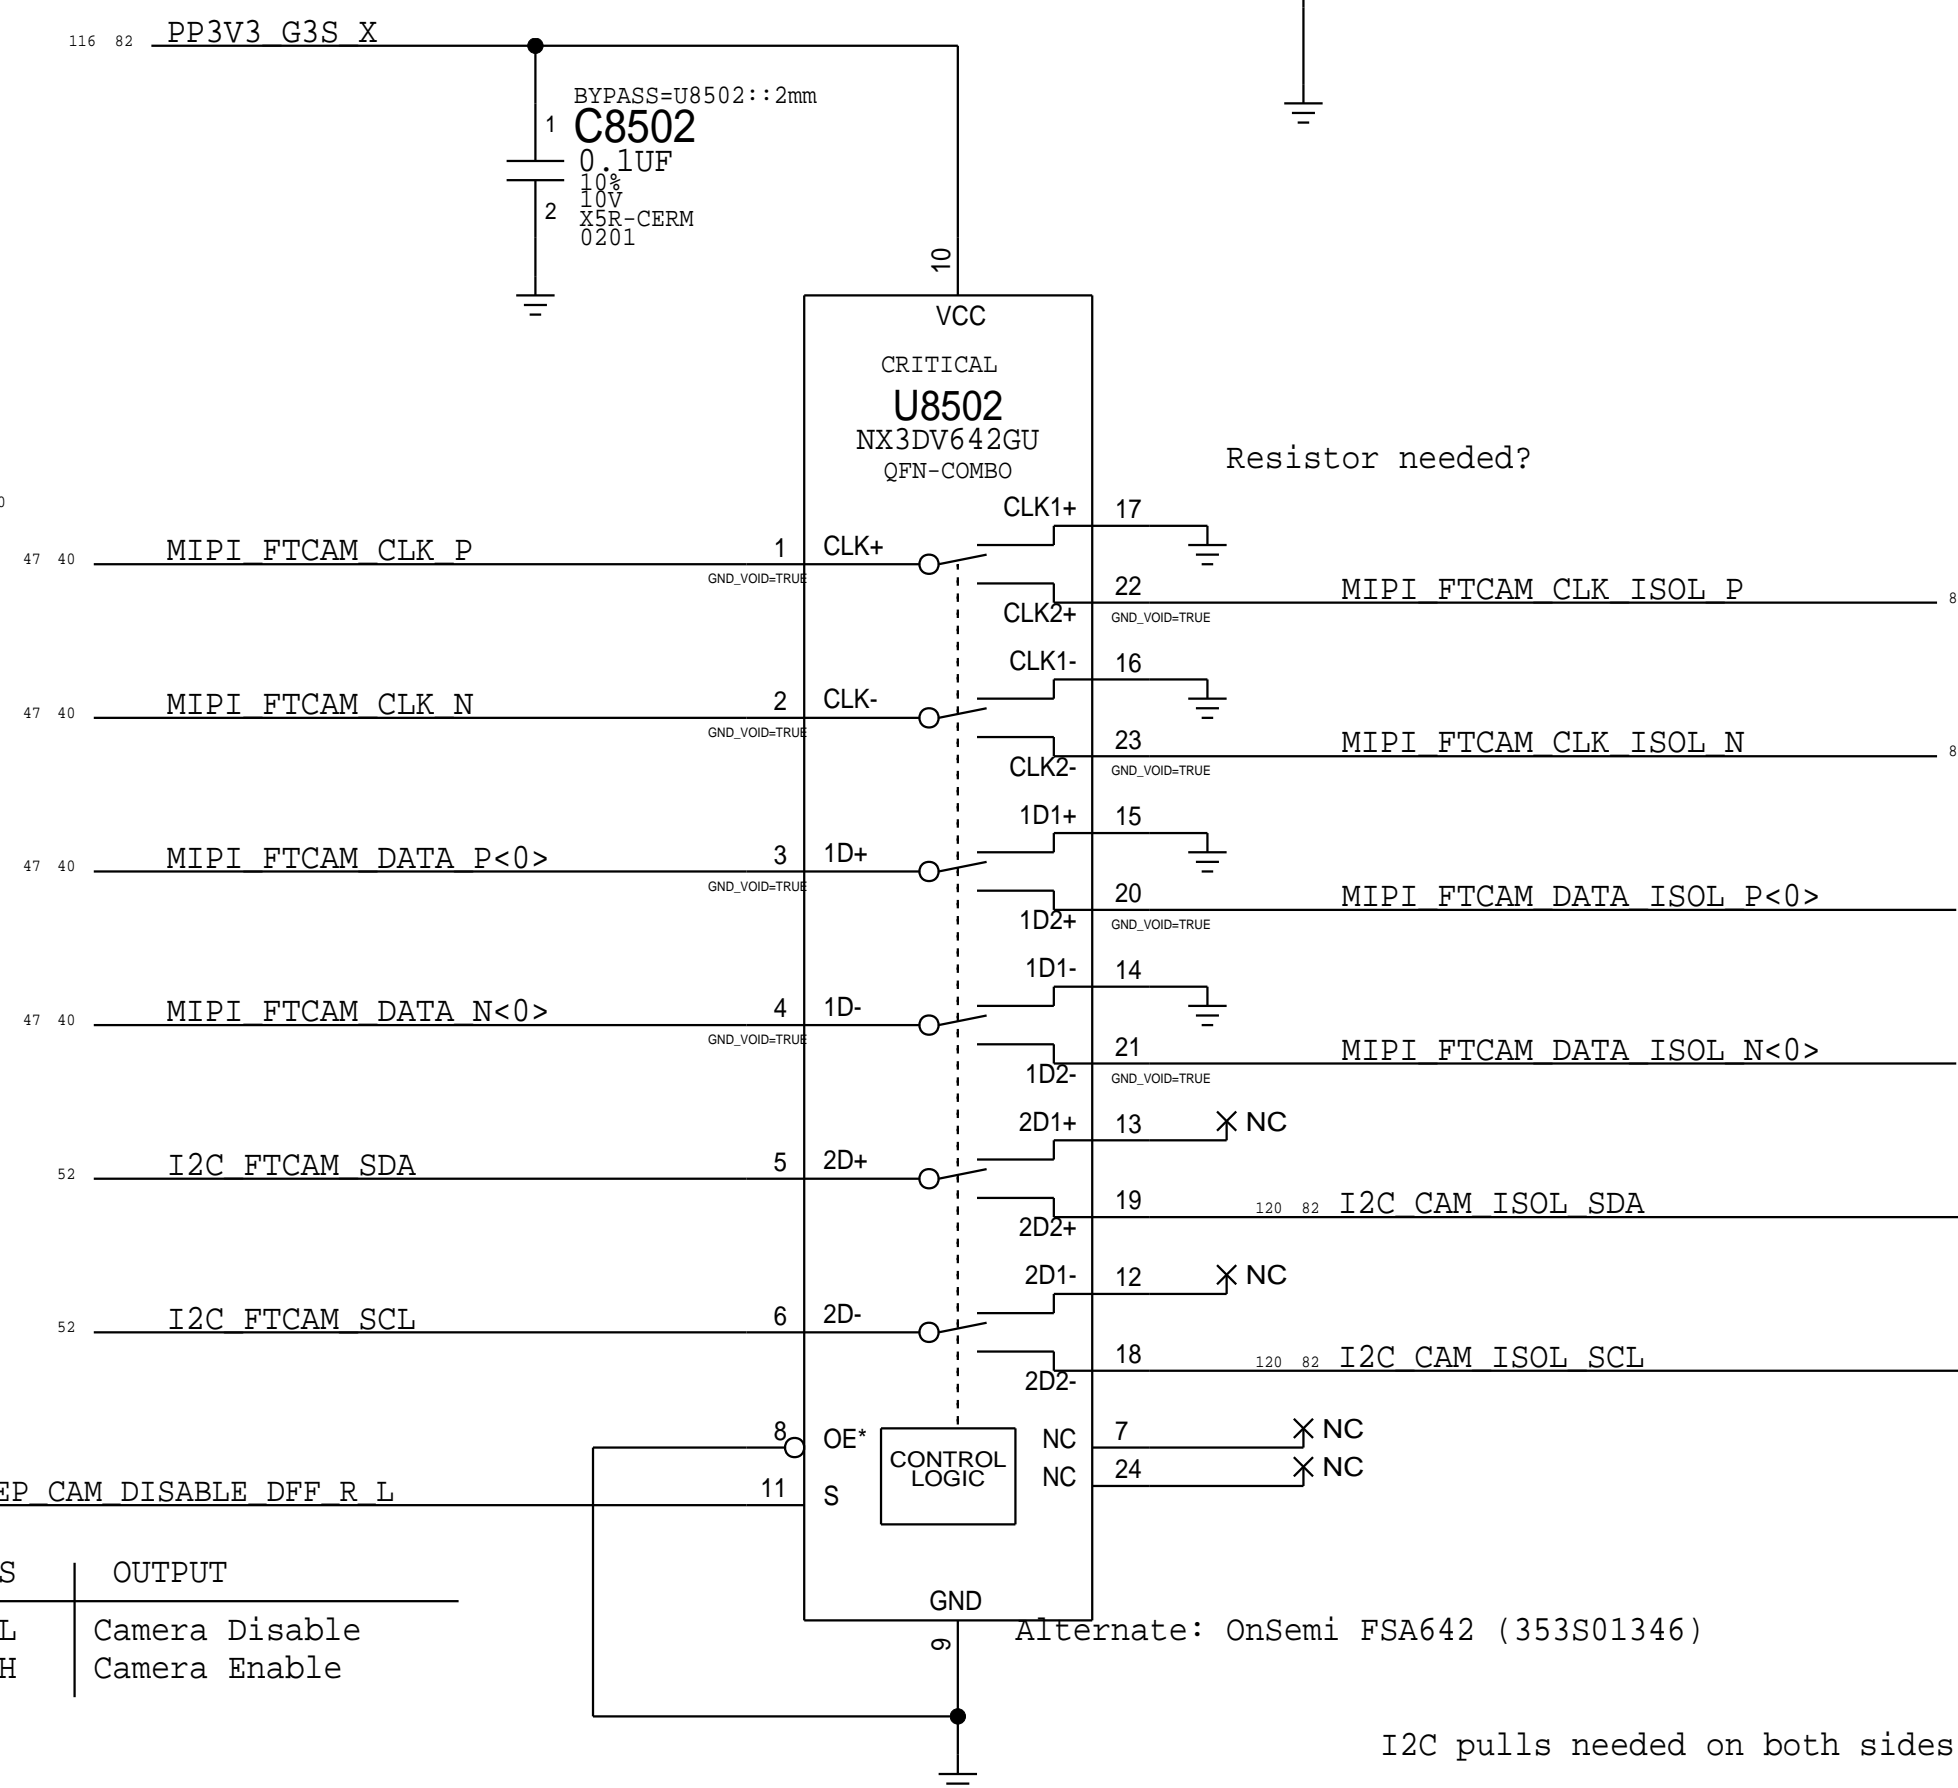 116 82 PP3V3_G3S_X
BYPASS=U8502::2mm
1 C8502
0.1UF
10%
10V
2 X5R-CERM
0201
10
VCC
CRITICAL
U8502
NX3DV642GU
QFN-COMBO
Resistor needed?
CLK1+ 17
47 40 MIPI_FTCAM_CLK_P 1 CLK+
GND_VOID=TRUE
22 MIPI_FTCAM_CLK_ISOL_P 8
CLK2+ GND_VOID=TRUE
CLK1- 16
47 40 MIPI_FTCAM_CLK_N 2 CLK-
GND_VOID=TRUE
23 MIPI_FTCAM_CLK_ISOL_N 8
CLK2- GND_VOID=TRUE
1D1+ 15
47 40 MIPI_FTCAM_DATA_P<0> 3 1D+
GND_VOID=TRUE
20 MIPI_FTCAM_DATA_ISOL_P<0>
1D2+ GND_VOID=TRUE
1D1- 14
47 40 MIPI_FTCAM_DATA_N<0> 4 1D-
GND_VOID=TRUE
21 MIPI_FTCAM_DATA_ISOL_N<0>
1D2- GND_VOID=TRUE
2D1+ 13 NC
52 I2C_FTCAM_SDA 5 2D+
19 120 82 I2C_CAM_ISOL_SDA
2D2+
2D1- 12 NC
52 I2C_FTCAM_SCL 6 2D-
18 120 82 I2C_CAM_ISOL_SCL
2D2-
8 OE* NC 7 NC
CONTROL
LOGIC
NC 24 NC
EP_CAM_DISABLE_DFF_R_L 11 S
S OUTPUT
L Camera Disable
H Camera Enable
GND
9
Alternate: OnSemi FSA642 (353S01346)
I2C pulls needed on both sides